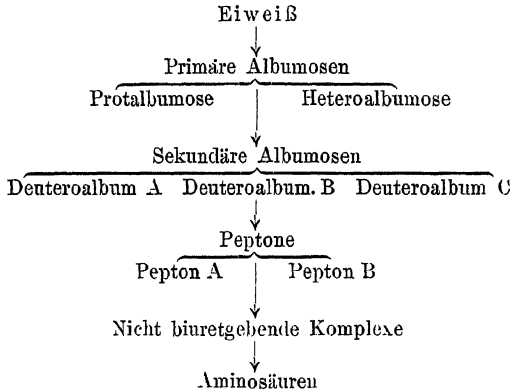 Eiweiß
Primäre Albumosen
Protalbumose Heteroalbumose
Sekundäre Albumosen
Deuteroalbum A Deuteroalbum. B Deuteroalbum C
Peptone
Pepton A Pepton B
Nicht biuretgebende Komplexe
Aminosäuren